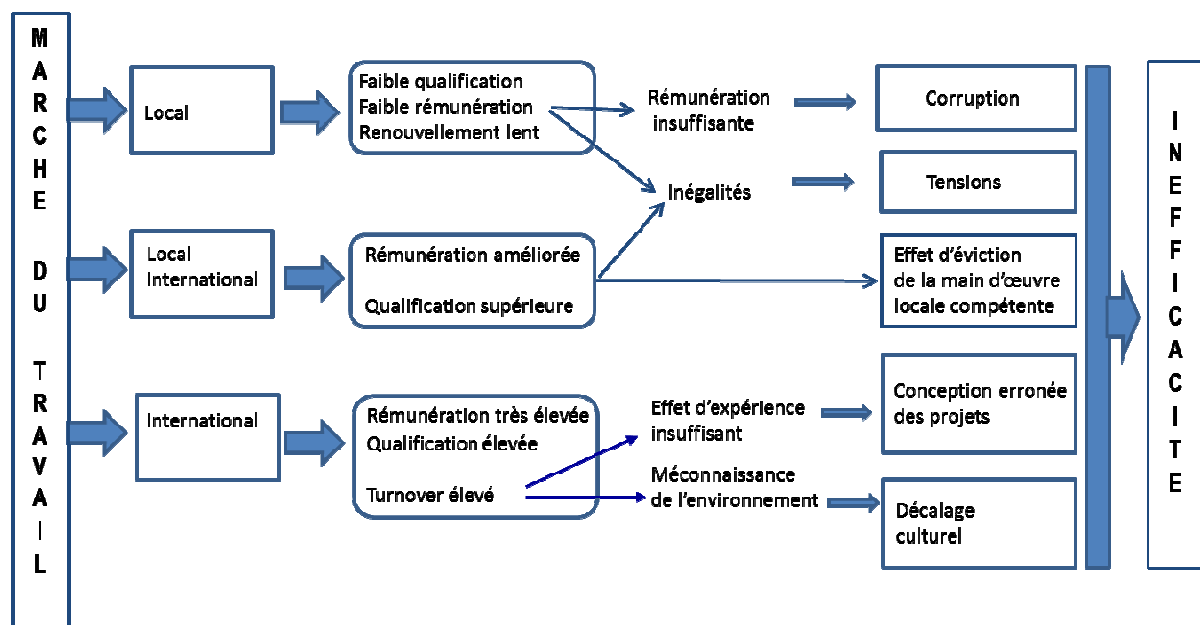 MARCHE DU TRAVAIL
Local
Faible qualification
Faible rémunération
Renouvellement lent
Rémunération
insuffisante
Corruption
Inégalités
Tensions
Local
International
Rémunération améliorée
Qualification supérieure
Effet d'éviction
de la main d'œuvre
locale compétente
International
Rémunération très élevée
Qualification élevée
Turnover élevé
Effet d'expérience
insuffisant
Méconnaissance
de l'environnement
Conception erronée
des projets
Décalage
culturel
INEFFICACITE